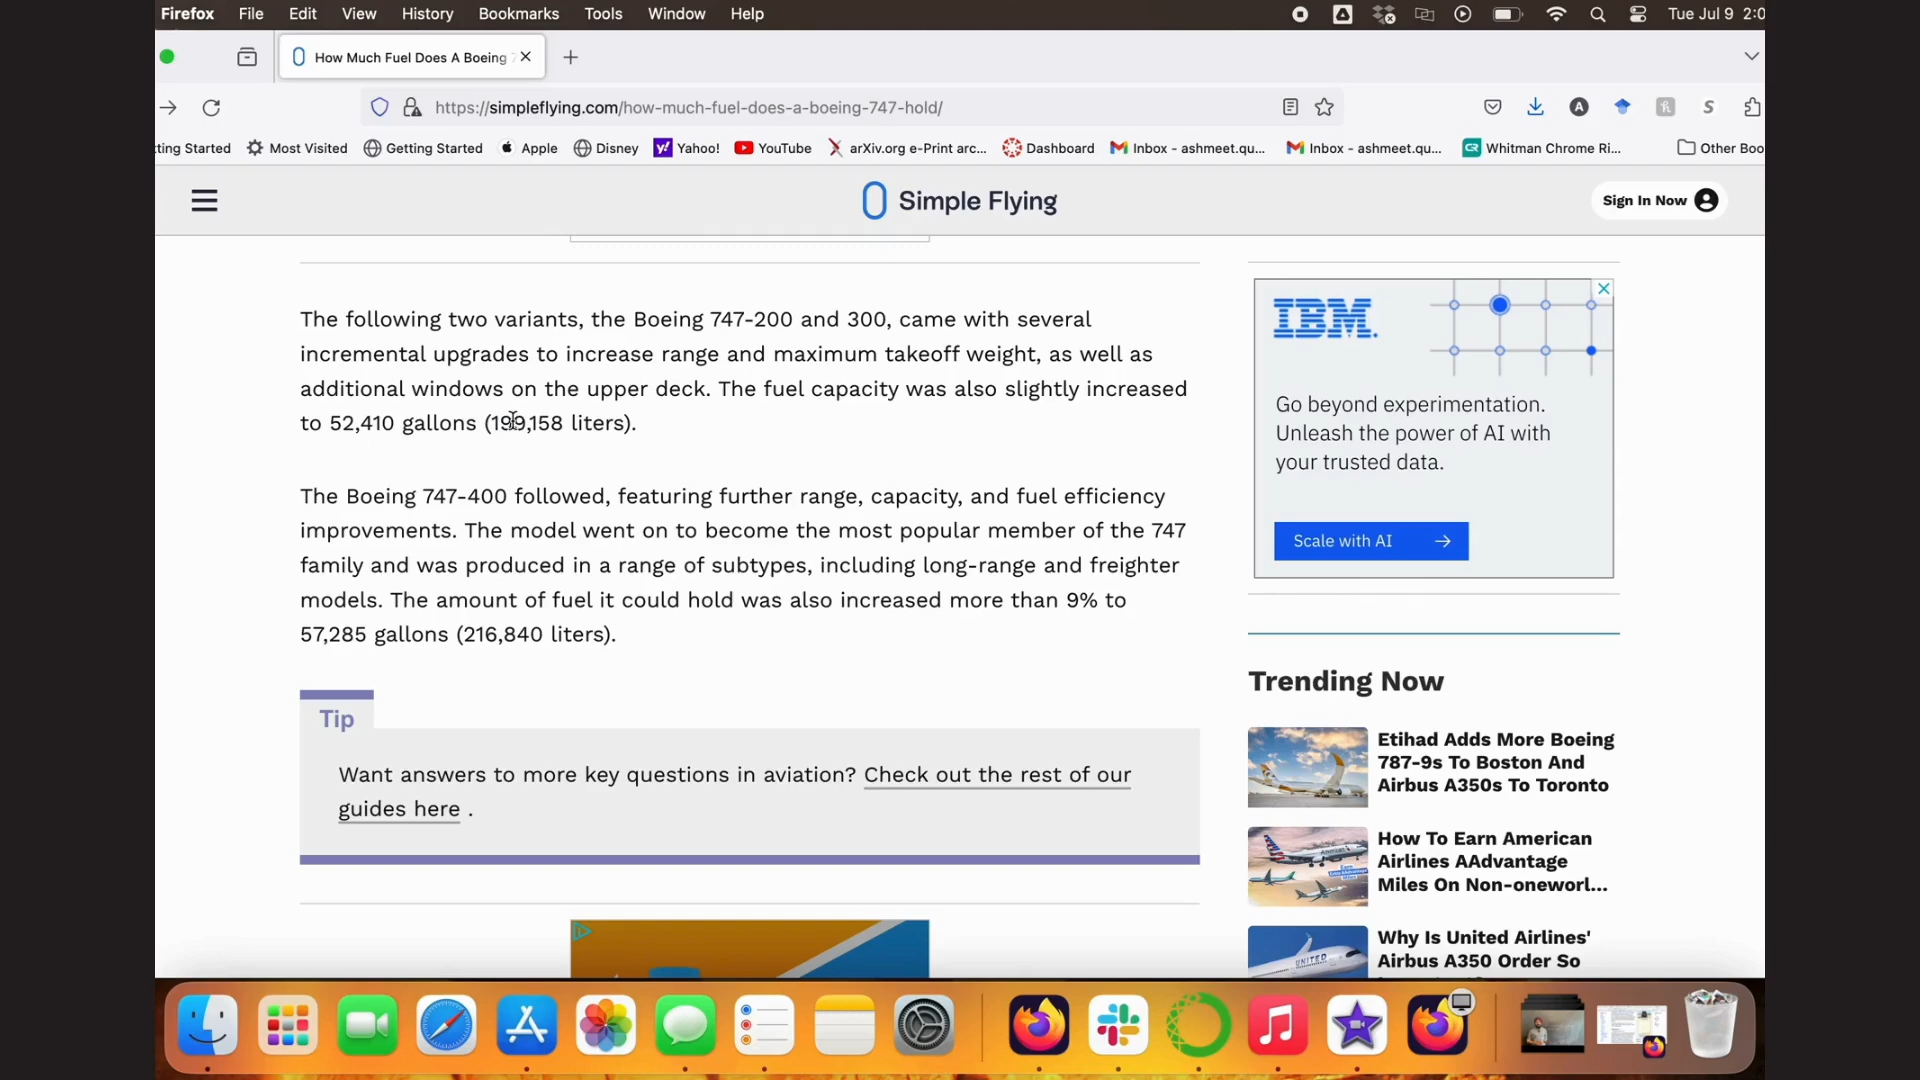 Firefox File Edit View History Bookmarks Tools Window Help Tue Jul 9 2:0
How Much Fuel Does A Boeing 7
https://simpleflying.com/how-much-fuel-does-a-boeing-747-hold/
tting Started Most Visited Getting Started Apple Disney Yahoo! YouTube arXiv.org e-Print arc... Dashboard Inbox - ashmeet.qu... Inbox - ashmeet.qu... Whitman Chrome Ri... Other Boo
Simple Flying
Sign In Now
The following two variants, the Boeing 747-200 and 300, came with several
incremental upgrades to increase range and maximum takeoff weight, as well as
additional windows on the upper deck. The fuel capacity was also slightly increased
to 52,410 gallons (199,158 liters).
The Boeing 747-400 followed, featuring further range, capacity, and fuel efficiency
improvements. The model went on to become the most popular member of the 747
family and was produced in a range of subtypes, including long-range and freighter
models. The amount of fuel it could hold was also increased more than 9% to
57,285 gallons (216,840 liters).
Tip
Want answers to more key questions in aviation? Check out the rest of our
guides here .
IBM.
Go beyond experimentation.
Unleash the power of AI with
your trusted data.
Scale with AI
Trending Now
Etihad Adds More Boeing
787-9s To Boston And
Airbus A350s To Toronto
How To Earn American
Airlines AAdvantage
Miles On Non-oneworl...
Why Is United Airlines'
Airbus A350 Order So
UNITED